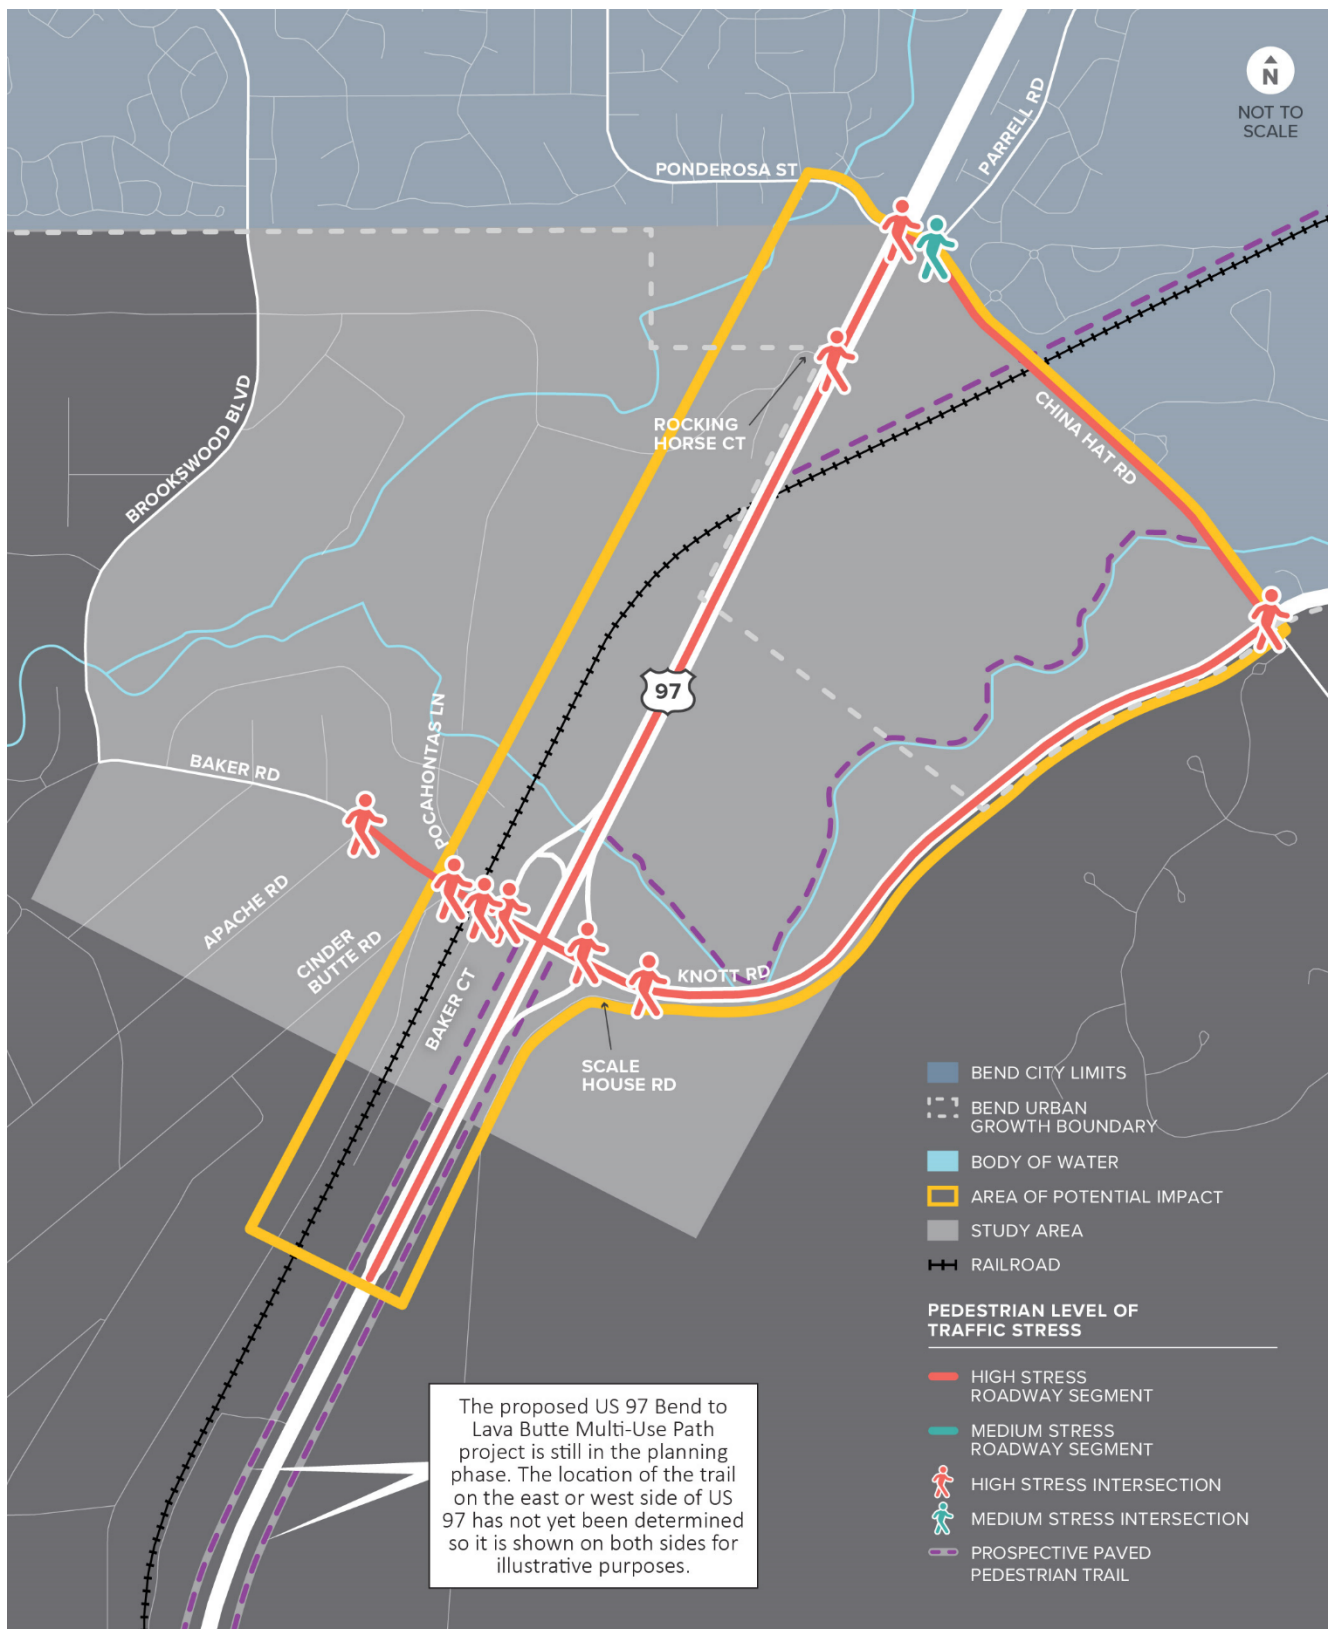 N
NOT TO
SCALE
PARRELL RD
PONDEROSA ST
BROOKSWOOD BLVD
ROCKING
HORSE CT
CHINA HAT RD
97
POCAHONTAS LN
BAKER RD
APACHE RD
CINDER
BUTTE RD
BAKER CT
KNOTT RD
SCALE
HOUSE RD
BEND CITY LIMITS
BEND URBAN
GROWTH BOUNDARY
BODY OF WATER
AREA OF POTENTIAL IMPACT
STUDY AREA
RAILROAD
PEDESTRIAN LEVEL OF
TRAFFIC STRESS
HIGH STRESS
ROADWAY SEGMENT
MEDIUM STRESS
ROADWAY SEGMENT
HIGH STRESS INTERSECTION
MEDIUM STRESS INTERSECTION
PROSPECTIVE PAVED
PEDESTRIAN TRAIL
The proposed US 97 Bend to
Lava Butte Multi-Use Path
project is still in the planning
phase. The location of the trail
on the east or west side of US
97 has not yet been determined
so it is shown on both sides for
illustrative purposes.